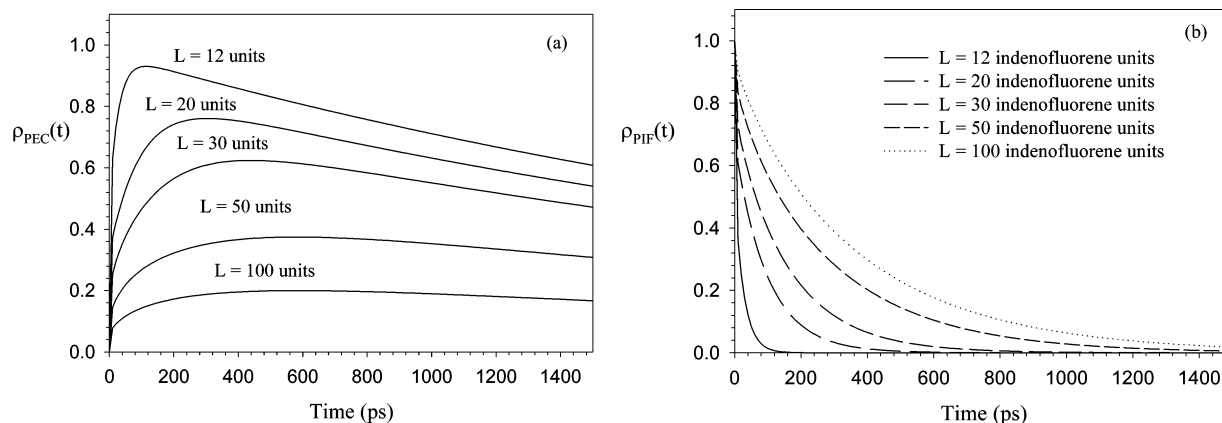 (a)
1.0
0.8
0.6
0.4
0.2
0.0
ρPEC(t)
L = 12 units
L = 20 units
L = 30 units
L = 50 units
L = 100 units
0 200 400 600 800 1000 1200 1400
Time (ps)
(b)
1.0
0.8
0.6
0.4
0.2
0.0
ρPIF(t)
L = 12 indenofluorene units
L = 20 indenofluorene units
L = 30 indenofluorene units
L = 50 indenofluorene units
L = 100 indenofluorene units
0 200 400 600 800 1000 1200 1400
Time (ps)